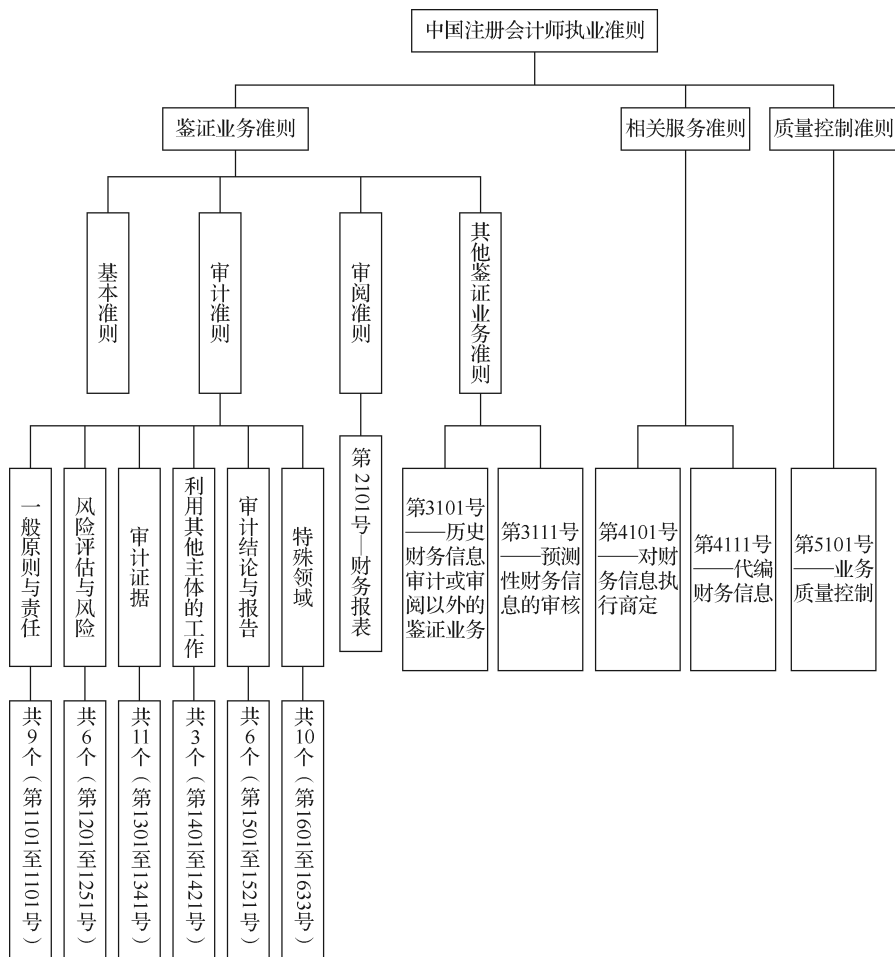 中国注册会计师执业准则
鉴证业务准则
相关服务准则
质量控制准则
基本准则
审计准则
审阅准则
其他鉴证业务准则
一般原则与责任
风险评估与风险
审计证据
利用其他主体的工作
审计结论与报告
特殊领域
第2101号—财务报表
第3101号
——历史
财务信息
审计或审
阅以外的
鉴证业务
第3111号
——预测
性财务信
息的审核
第4101号
——对财
务信息执
行商定
第4111号
——代编
财务信息
第5101号
——业务
质量控制
共9个（第1101至1101号）
共6个（第1201至1251号）
共11个（第1301至1341号）
共3个（第1401至1421号）
共6个（第1501至1521号）
共10个（第1601至1633号）